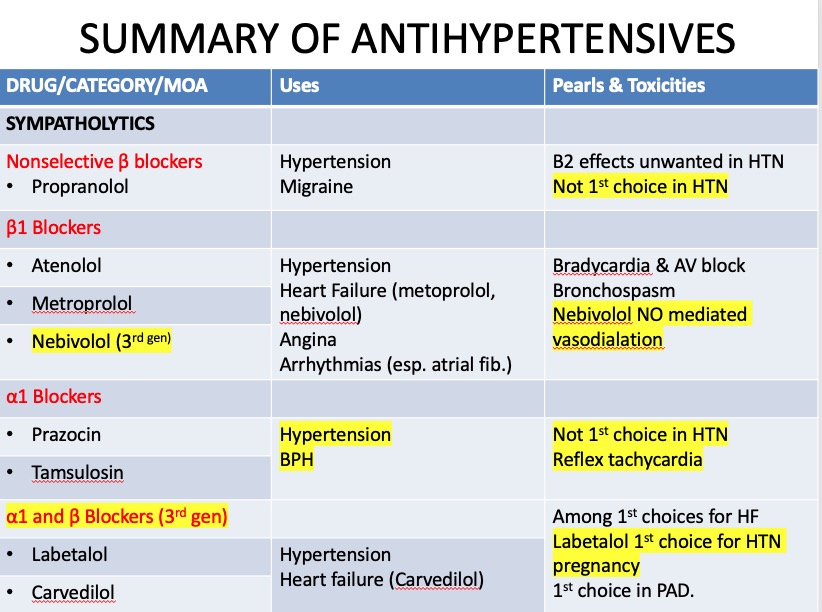 SUMMARY OF ANTIHYPERTENSIVES
DRUG/CATEGORY/MOA Uses Pearls & Toxicities
SYMPATHOLYTICS
Nonselective β blockers
• Propranolol
Hypertension
Migraine
B2 effects unwanted in HTN
Not 1st choice in HTN
β1 Blockers
• Atenolol
• Metroprolol
• Nebivolol (3rd gen)
Hypertension
Heart Failure (metoprolol,
nebivolol)
Angina
Arrhythmias (esp. atrial fib.)
Bradycardia & AV block
Bronchospasm
Nebivolol NO mediated
vasodialation
α1 Blockers
• Prazocin
• Tamsulosin
Hypertension
BPH
Not 1st choice in HTN
Reflex tachycardia
α1 and β Blockers (3rd gen)
• Labetalol
• Carvedilol
Hypertension
Heart failure (Carvedilol)
Among 1st choices for HF
Labetalol 1st choice for HTN
pregnancy
1st choice in PAD.